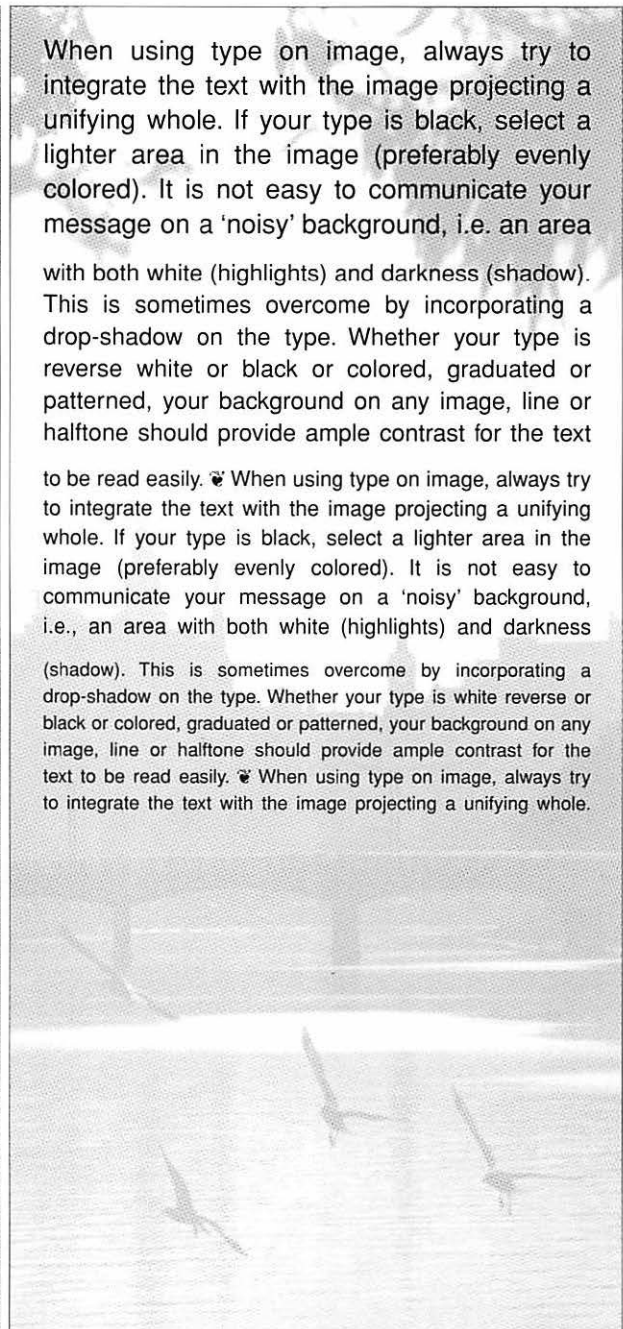 When using type on image, always try to
integrate the text with the image projecting a
unifying whole. If your type is black, select a
lighter area in the image (preferably evenly
colored). It is not easy to communicate your
message on a ‘noisy’ background, i.e. an area
with both white (highlights) and darkness (shadow).
This is sometimes overcome by incorporating a
drop-shadow on the type. Whether your type is
reverse white or black or colored, graduated or
patterned, your background on any image, line or
halftone should provide ample contrast for the text
to be read easily. ❦ When using type on image, always try
to integrate the text with the image projecting a unifying
whole. If your type is black, select a lighter area in the
image (preferably evenly colored). It is not easy to
communicate your message on a ‘noisy’ background,
i.e., an area with both white (highlights) and darkness
(shadow). This is sometimes overcome by incorporating a
drop-shadow on the type. Whether your type is white reverse or
black or colored, graduated or patterned, your background on any
image, line or halftone should provide ample contrast for the
text to be read easily. ❦ When using type on image, always try
to integrate the text with the image projecting a unifying whole.